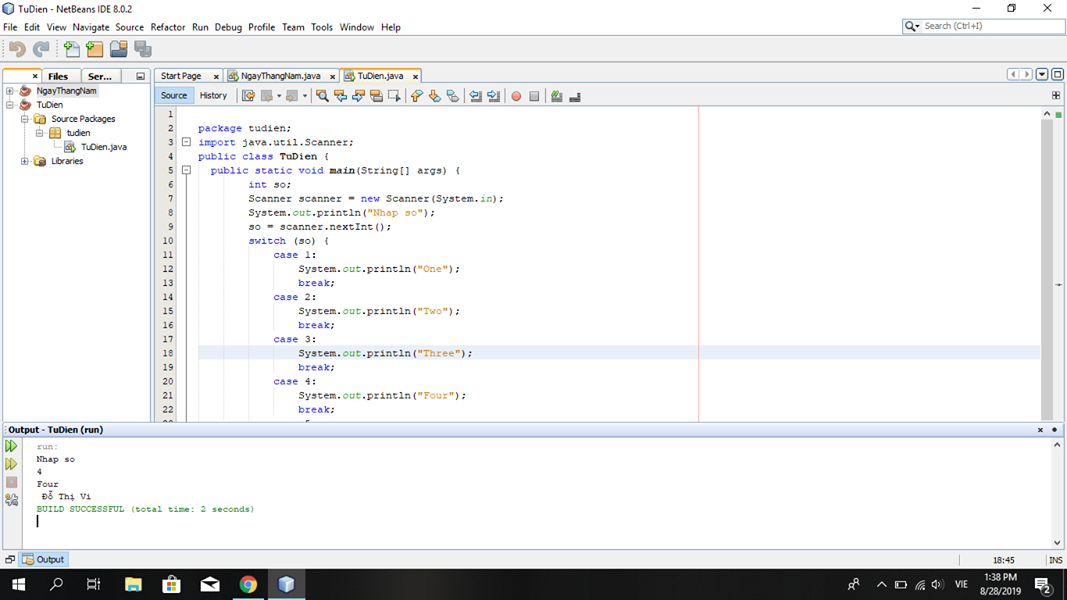 TuDien - NetBeans IDE 8.0.2
File Edit View Navigate Source Refactor Run Debug Profile Team Tools Window Help
Search (Ctrl+I)
Files Ser...
Start Page NgayThangNam.java TuDien.java
Source History
NgayThangNam
TuDien
Source Packages
tudien
TuDien.java
Libraries
1
2 package tudien;
3 import java.util.Scanner;
4 public class TuDien {
5 public static void main(String[] args) {
6 int so;
7 Scanner scanner = new Scanner(System.in);
8 System.out.println("Nhap so");
9 so = scanner.nextInt();
10 switch (so) {
11 case 1:
12 System.out.println("One");
13 break;
14 case 2:
15 System.out.println("Two");
16 break;
17 case 3:
18 System.out.println("Three");
19 break;
20 case 4:
21 System.out.println("Four");
22 break;
Output - TuDien (run)
run:
Nhap so
4
Four
Đỗ Thị Vi
BUILD SUCCESSFUL (total time: 2 seconds)
Output
18:45 INS
VIE
1:38 PM
8/28/2019
2